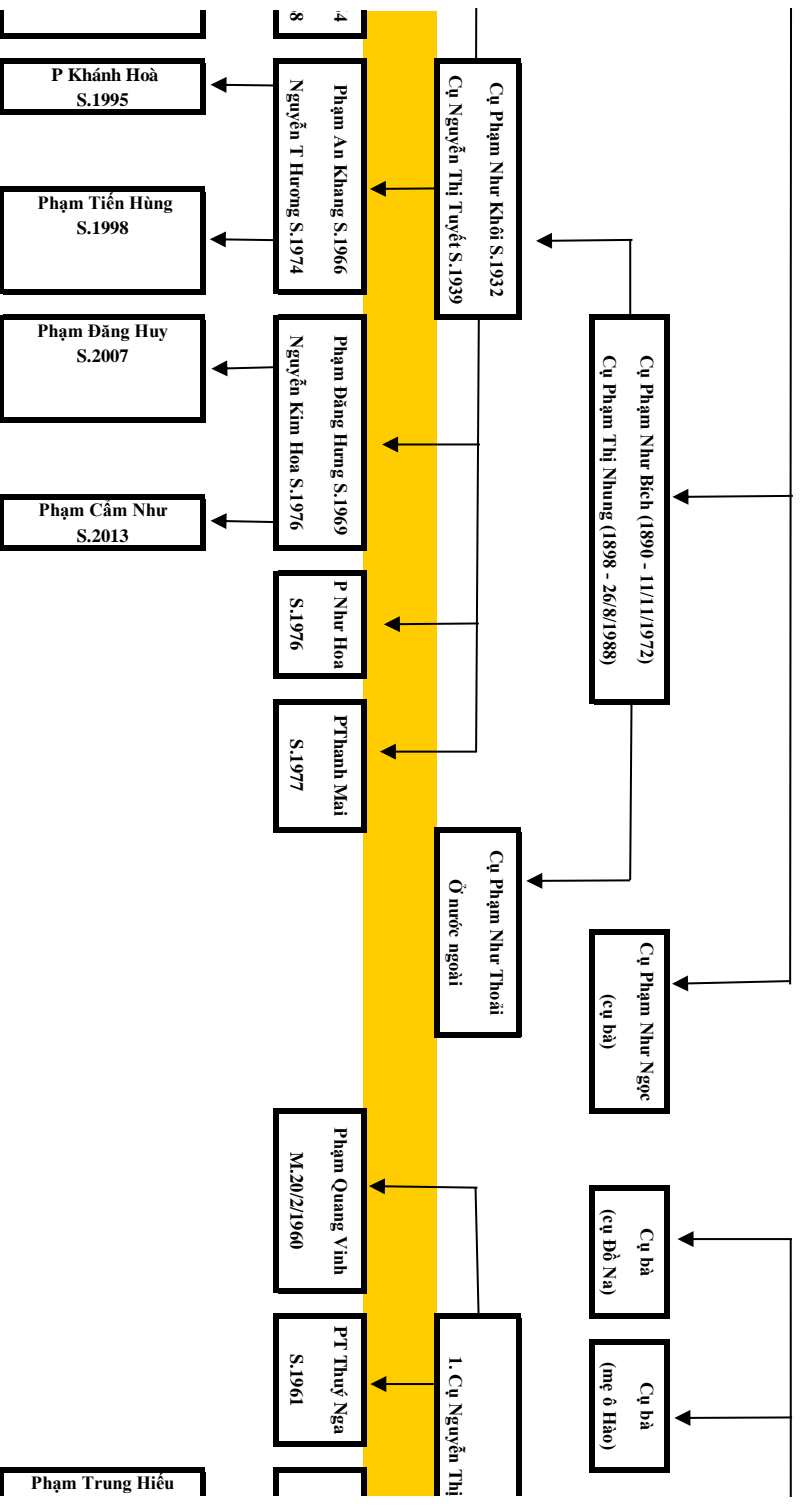 4
8
P Khánh Hoà
S.1995
Phạm Tiến Hùng
S.1998
Phạm Đăng Huy
S.2007
Phạm Cẩm Như
S.2013
Phạm An Khang S.1966
Nguyễn T Hương S.1974
Phạm Đăng Hưng S.1969
Nguyễn Kim Hoa S.1976
P Như Hoa
S.1976
PThanh Mai
S.1977
Cụ Phạm Như Khôi S.1932
Cụ Nguyễn Thị Tuyết S.1939
Cụ Phạm Như Bích (1890 - 11/11/1972)
Cụ Phạm Thị Nhung (1898 - 26/8/1988)
Cụ Phạm Như Thoải
Ở nước ngoài
Cụ Phạm Như Ngọc
(cụ bà)
Phạm Quang Vinh
M.20/2/1960
Cụ bà
(cụ Đồ Na)
PT Thuý Nga
S.1961
1. Cụ Nguyễn Thị
Cụ bà
(mẹ ô Hào)
Phạm Trung Hiếu